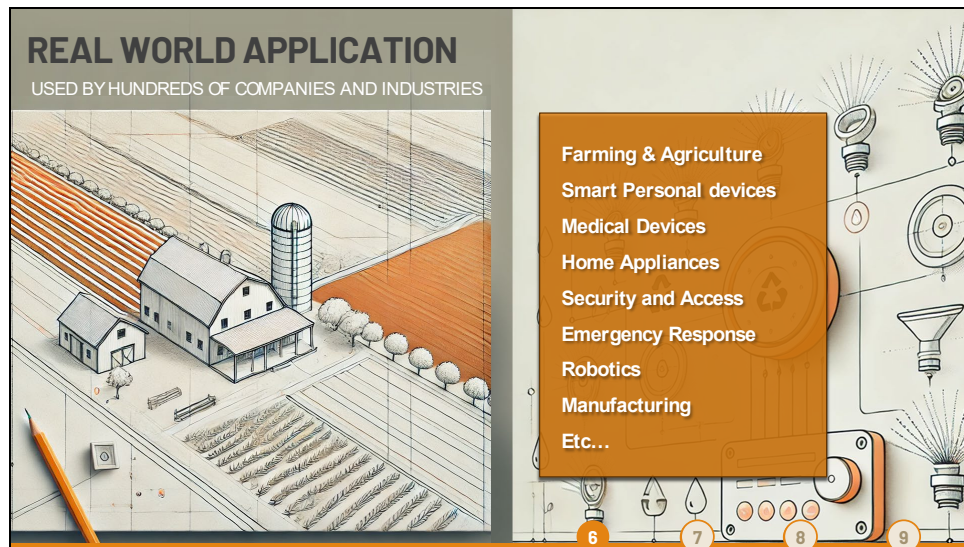 REAL WORLD APPLICATION
USED BY HUNDREDS OF COMPANIES AND INDUSTRIES
Farming & Agriculture
Smart Personal devices
Medical Devices
Home Appliances
Security and Access
Emergency Response
Robotics
Manufacturing
Etc...
6 7 8 9